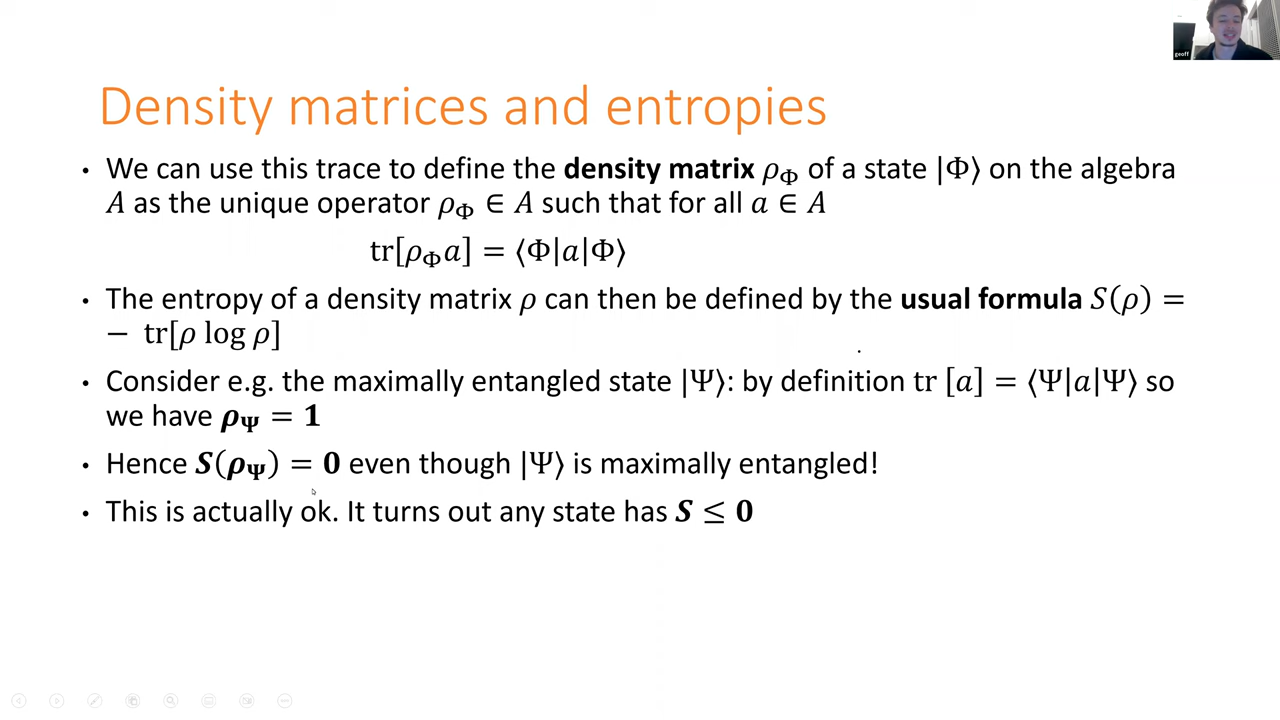 geoff
Density matrices and entropies
• We can use this trace to define the density matrix ρ_Φ of a state |Φ⟩ on the algebra
A as the unique operator ρ_Φ ∈ A such that for all a ∈ A
tr[ρ_Φ a] = ⟨Φ|a|Φ⟩
• The entropy of a density matrix ρ can then be defined by the usual formula S(ρ) =
− tr[ρ log ρ]
• Consider e.g. the maximally entangled state |Ψ⟩: by definition tr [a] = ⟨Ψ|a|Ψ⟩ so
we have ρ_Ψ = 1
• Hence S(ρ_Ψ) = 0 even though |Ψ⟩ is maximally entangled!
• This is actually ok. It turns out any state has S ≤ 0